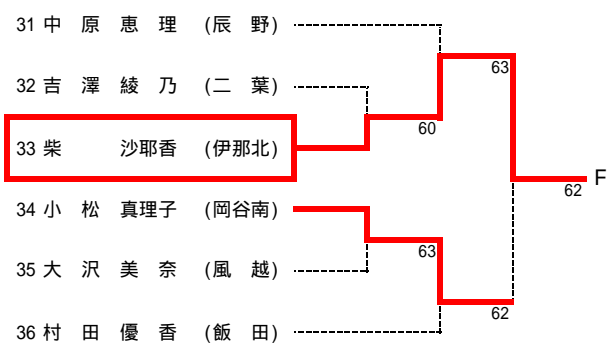 31 中 原 恵 理 (辰 野)
63
32 吉 澤 綾 乃 (二 葉)
60
33 柴 沙耶香 (伊那北)
F
62
34 小 松 真理子 (岡谷南)
63
35 大 沢 美 奈 (風 越)
62
36 村 田 優 香 (飯 田)